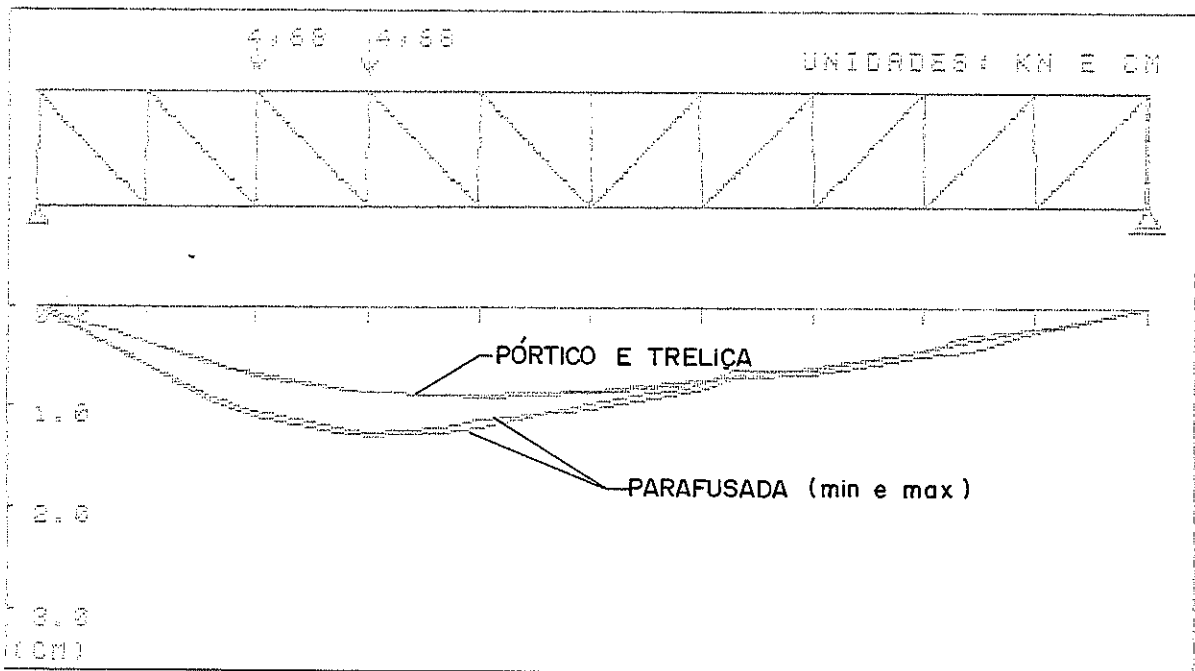 4,68 4,68
UNIDADES: KN E CM
PÓRTICO E TRELIÇA
1.0
PARAFUSADA (min e max)
2.0
3.0
(CM)